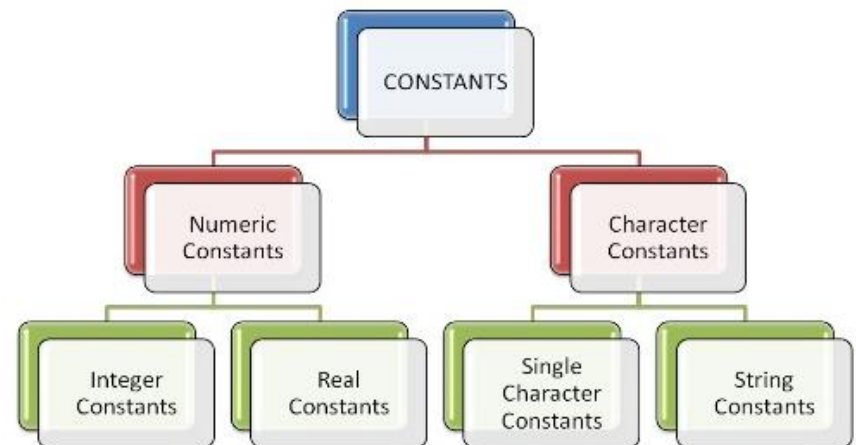 CONSTANTS
Numeric
Constants
Character
Constants
Integer
Constants
Real
Constants
Single
Character
Constants
String
Constants